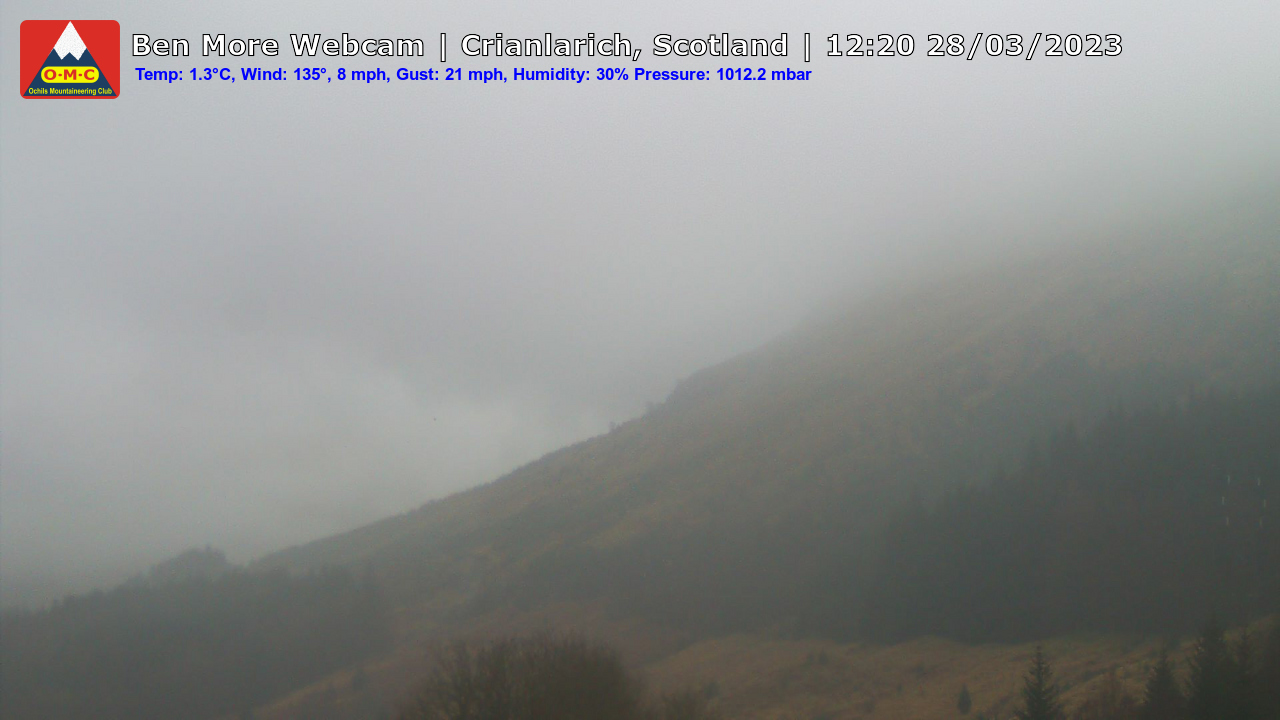 Ben More Webcam | Crianlarich, Scotland | 12:20 28/03/2023
Temp: 1.3°C, Wind: 135°, 8 mph, Gust: 21 mph, Humidity: 30% Pressure: 1012.2 mbar
O-M-C
Ochils Mountaineering Club